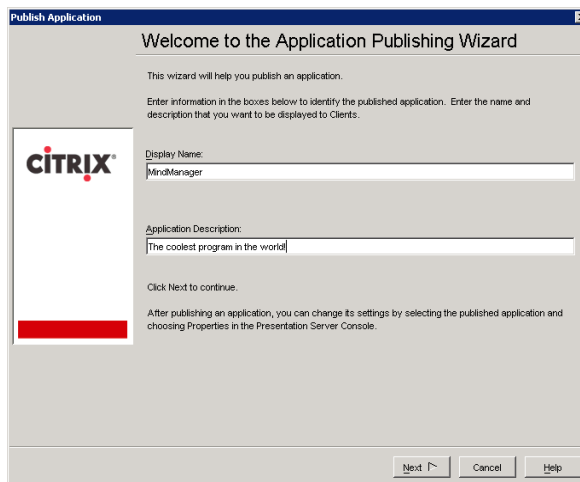 Publish Application
Welcome to the Application Publishing Wizard
This wizard will help you publish an application.
Enter information in the boxes below to identify the published application. Enter the name and
description that you want to be displayed to Clients.
CITRIX
Display Name:
MindManager
Application Description:
The coolest program in the world!
Click Next to continue.
After publishing an application, you can change its settings by selecting the published application and
choosing Properties in the Presentation Server Console.
Next Cancel Help